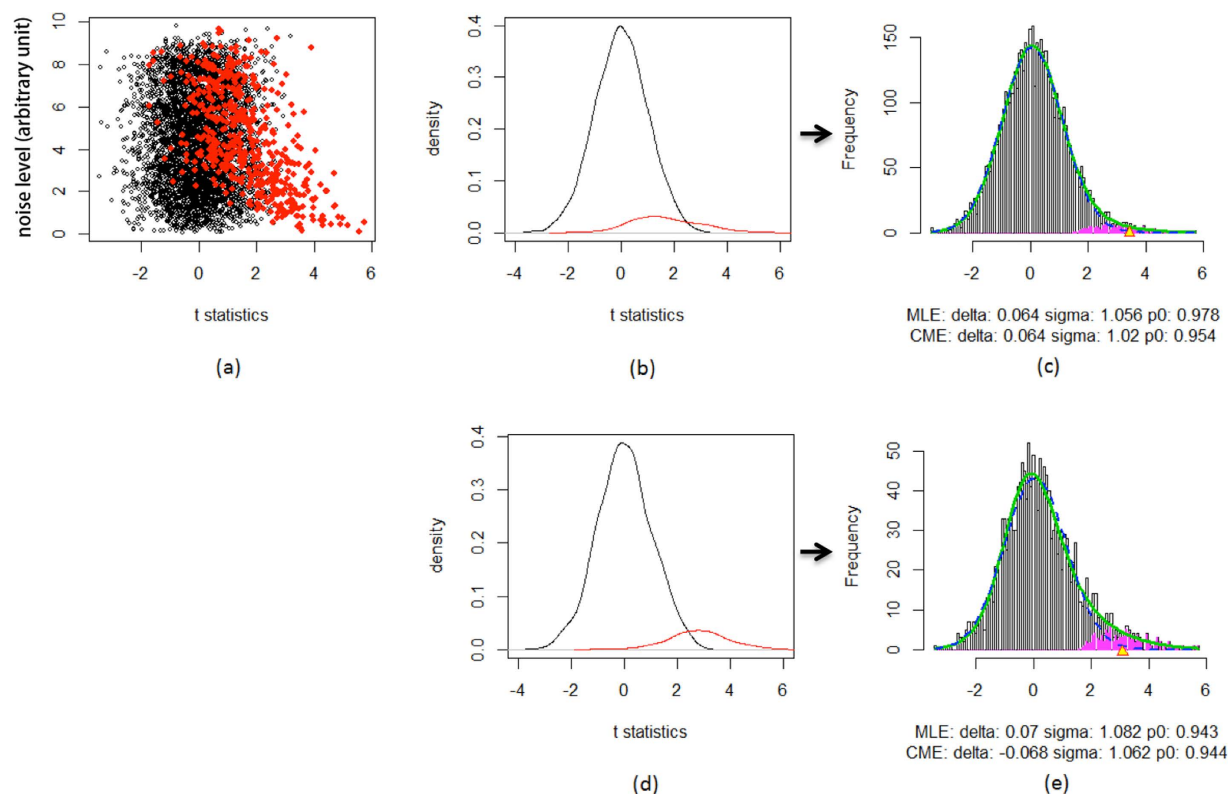 noise level (arbitrary unit)
10
8
6
4
2
0
-2 0 2 4 6
t statistics
(a)
density
0.4
0.3
0.2
0.1
0.0
-4 -2 0 2 4 6
t statistics
(b)
Frequency
150
100
50
0
-2 0 2 4 6
MLE: delta: 0.064 sigma: 1.056 p0: 0.978
CME: delta: 0.064 sigma: 1.02 p0: 0.954
(c)
density
0.4
0.3
0.2
0.1
0.0
-4 -2 0 2 4 6
t statistics
(d)
Frequency
50
40
30
20
10
0
-2 0 2 4 6
MLE: delta: 0.07 sigma: 1.082 p0: 0.943
CME: delta: -0.068 sigma: 1.062 p0: 0.944
(e)